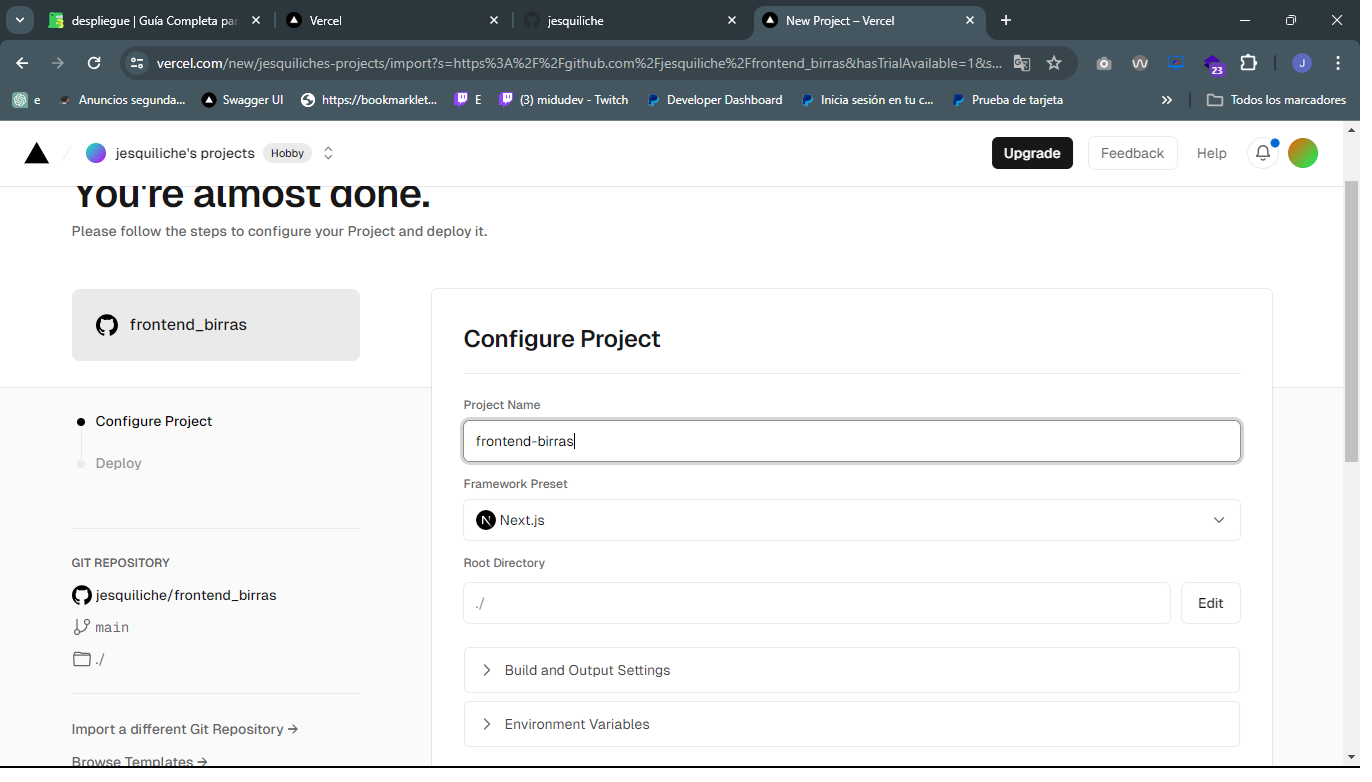 despliegue | Guía Completa par
Vercel
jesquiliche
New Project – Vercel
vercel.com/new/jesquiliches-projects/import?s=https%3A%2F%2Fgithub.com%2Fjesquiliche%2Ffrontend_birras&hasTrialAvailable=1&s...
23
J
e
Anuncios segunda...
Swagger UI
https://bookmarklet...
E
(3) midudev - Twitch
Developer Dashboard
Inicia sesión en tu c...
Prueba de tarjeta
»
Todos los marcadores
jesquiliche's projects
Hobby
Upgrade
Feedback
Help
You're almost done.
Please follow the steps to configure your Project and deploy it.
frontend_birras
Configure Project
Deploy
GIT REPOSITORY
jesquiliche/frontend_birras
main
./
Import a different Git Repository →
Browse Templates →
Configure Project
Project Name
frontend-birras
Framework Preset
N Next.js
Root Directory
./
Edit
Build and Output Settings
Environment Variables